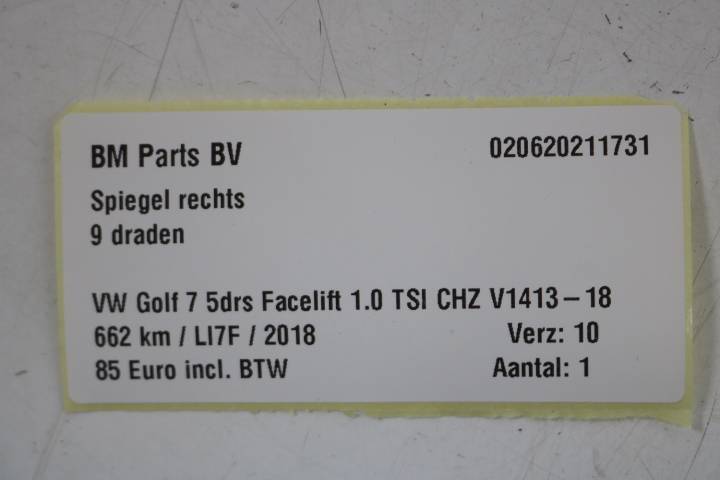 BM Parts BV 020620211731
Spiegel rechts
9 draden
VW Golf 7 5drs Facelift 1.0 TSI CHZ V1413-18
662 km / LI7F / 2018 Verz: 10
85 Euro incl. BTW Aantal: 1